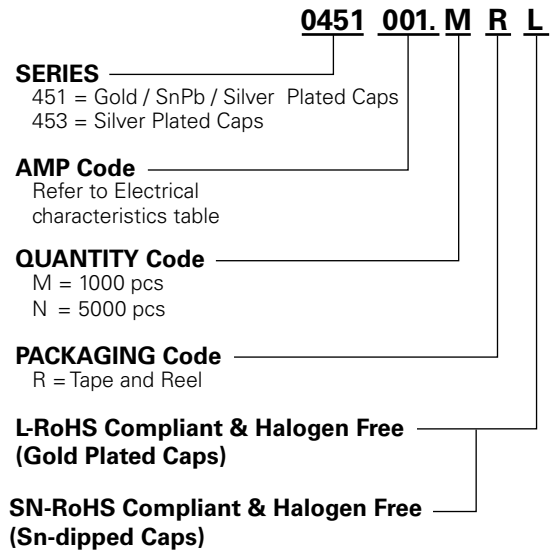 0451 001. M R L
SERIES
451 = Gold / SnPb / Silver Plated Caps
453 = Silver Plated Caps
AMP Code
Refer to Electrical
characteristics table
QUANTITY Code
M = 1000 pcs
N = 5000 pcs
PACKAGING Code
R = Tape and Reel
L-RoHS Compliant & Halogen Free
(Gold Plated Caps)
SN-RoHS Compliant & Halogen Free
(Sn-dipped Caps)